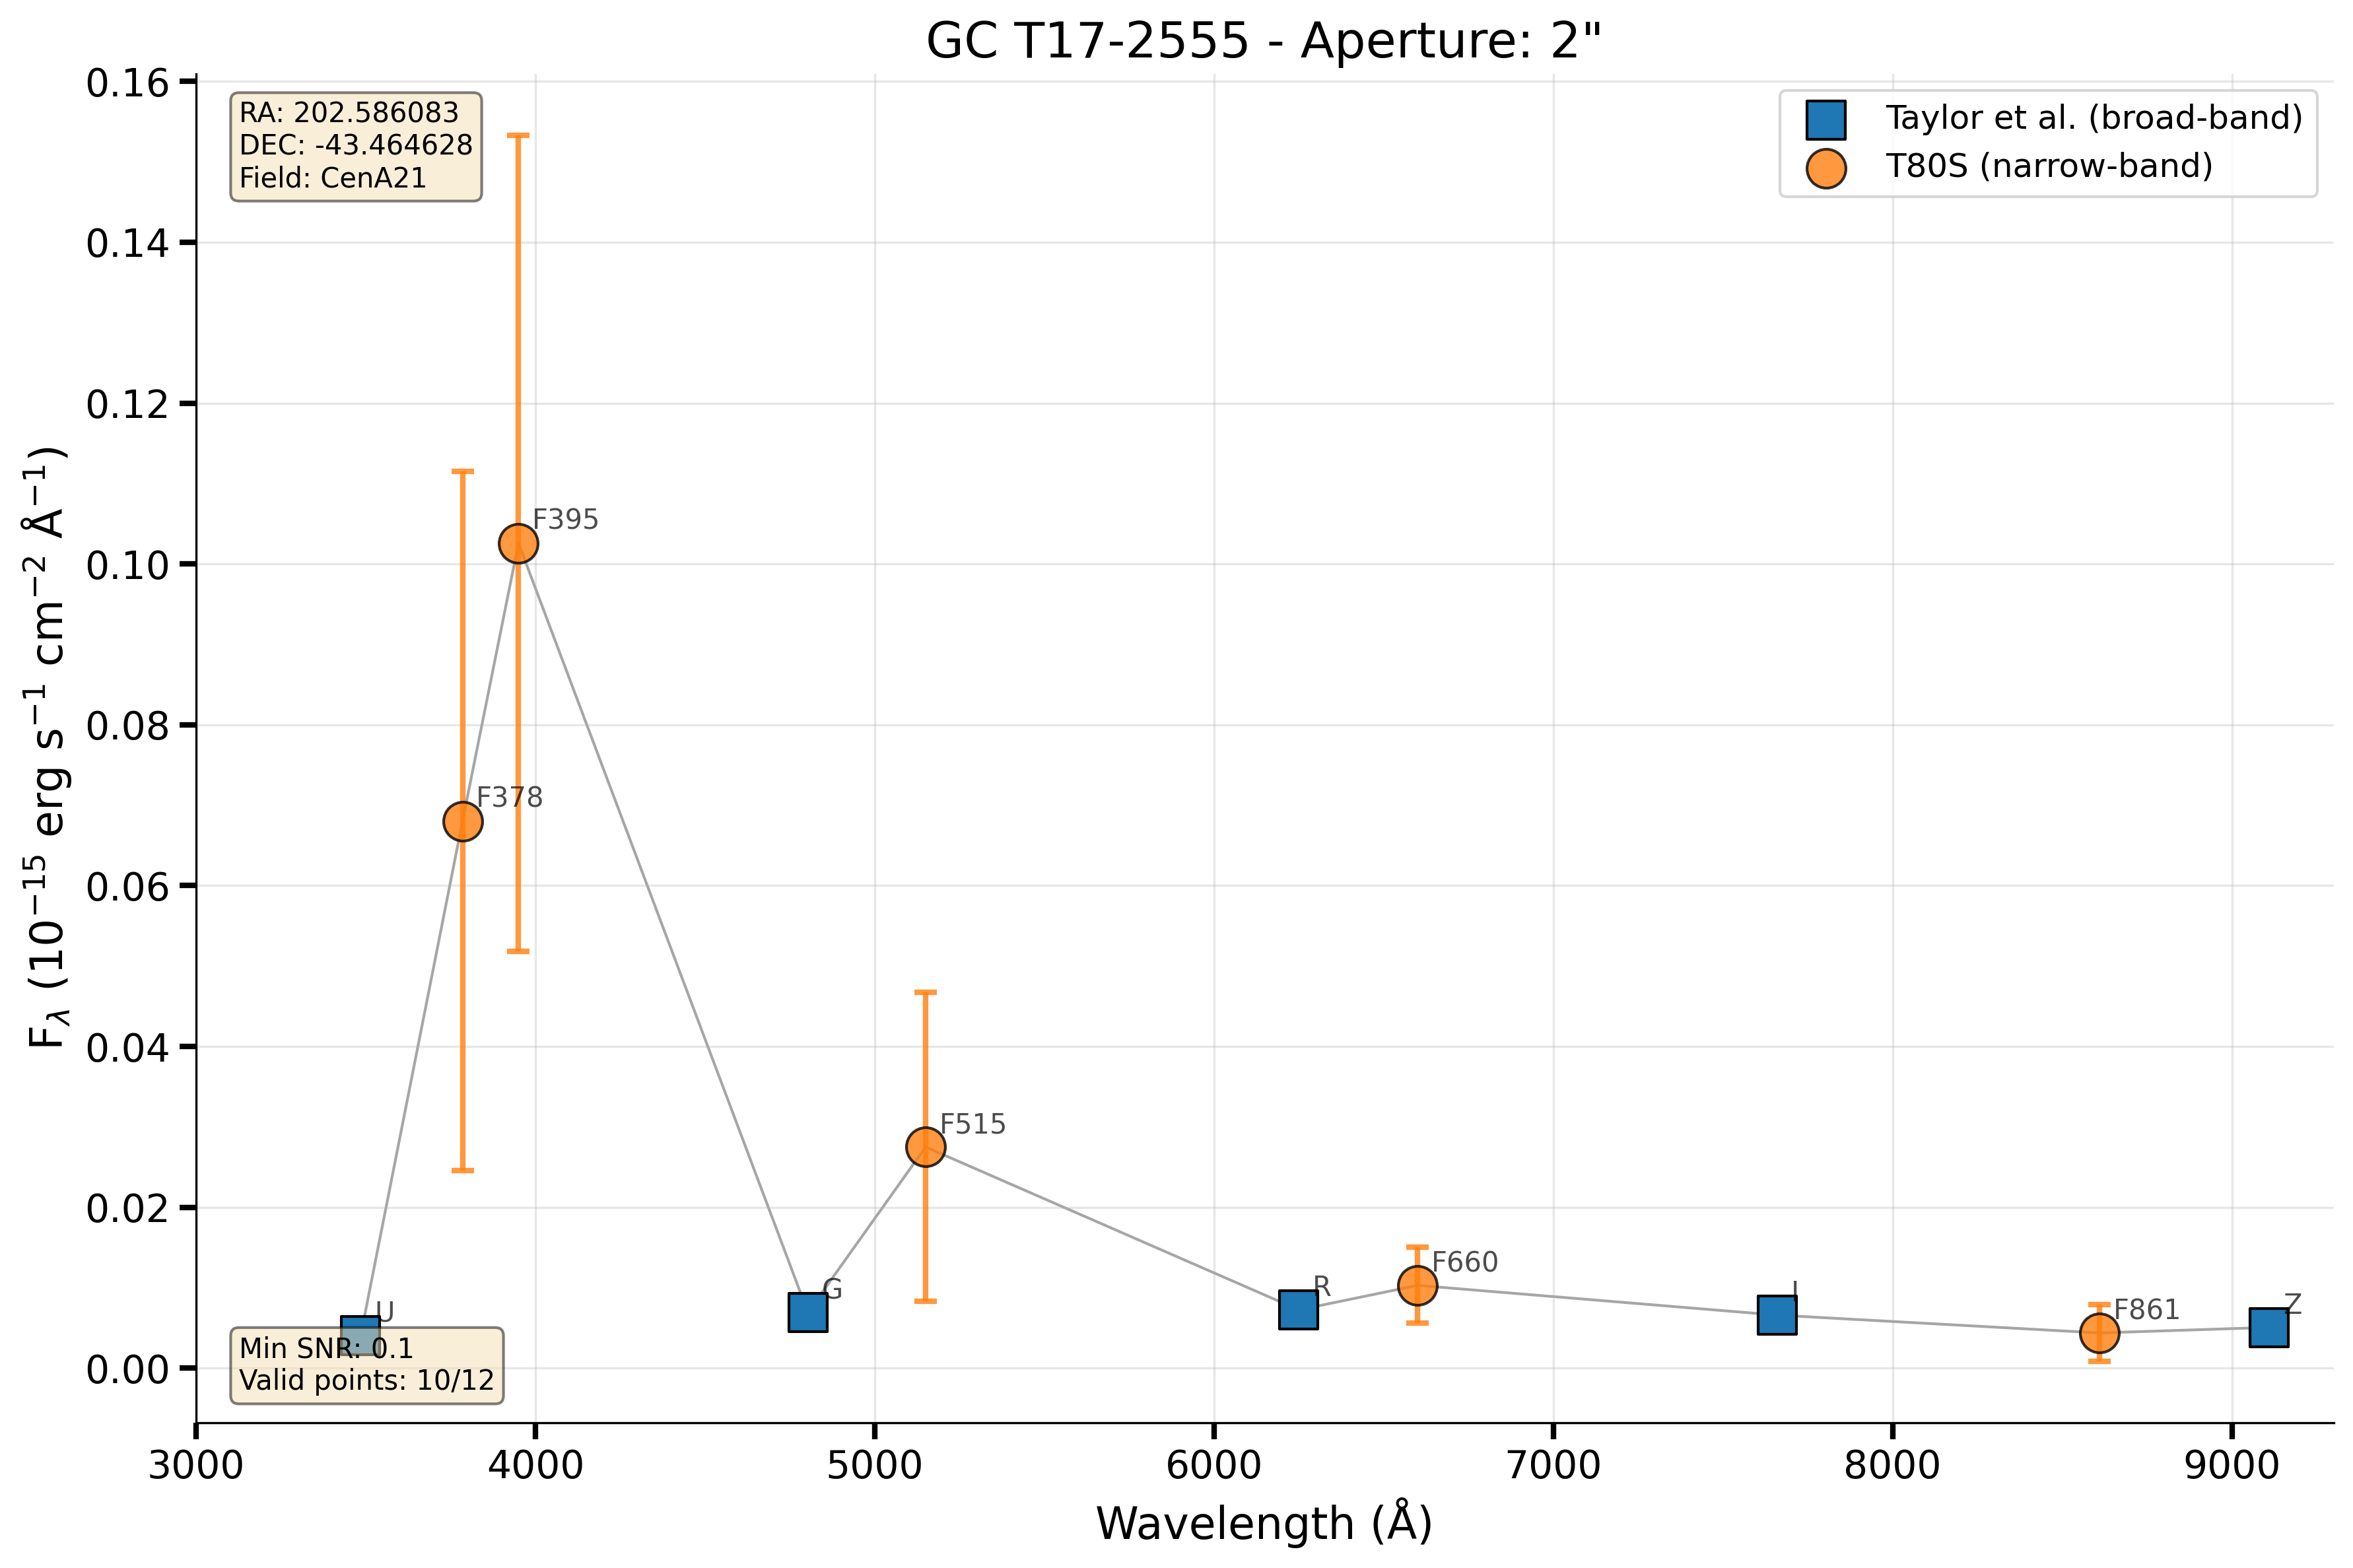 GC T17-2555 - Aperture: 2"
RA: 202.586083
DEC: -43.464628
Field: CenA21
Taylor et al. (broad-band)
T80S (narrow-band)
0.16
0.14
0.12
0.10
0.08
0.06
0.04
0.02
0.00
F$_λ$ (10$^{−15}$ erg s$^{−1}$ cm$^{−2}$ Å$^{−1}$)
F395
F378
F515
F660
F861
U
G
R
I
Z
Min SNR: 0.1
Valid points: 10/12
3000 4000 5000 6000 7000 8000 9000
Wavelength (Å)